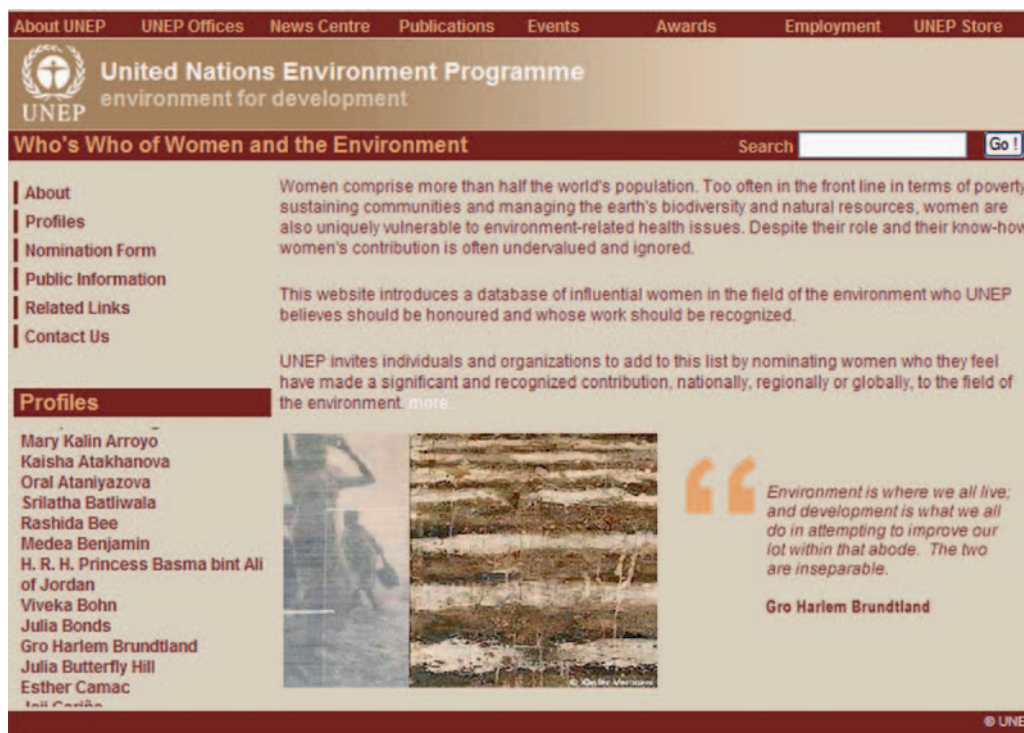 About UNEP UNEP Offices News Centre Publications Events Awards Employment UNEP Store
United Nations Environment Programme
environment for development
UNEP
Who's Who of Women and the Environment Search Go !
About
Profiles
Nomination Form
Public Information
Related Links
Contact Us
Women comprise more than half the world's population. Too often in the front line in terms of poverty
sustaining communities and managing the earth's biodiversity and natural resources, women are
also uniquely vulnerable to environment-related health issues. Despite their role and their know-how
women's contribution is often undervalued and ignored.
This website introduces a database of influential women in the field of the environment who UNEP
believes should be honoured and whose work should be recognized.
UNEP invites individuals and organizations to add to this list by nominating women who they feel
have made a significant and recognized contribution, nationally, regionally or globally, to the field of
the environment. more...
Profiles
Mary Kalin Arroyo
Kaisha Atakhanova
Oral Ataniyazova
Srilatha Batliwala
Rashida Bee
Medea Benjamin
H. R. H. Princess Basma bint Ali
of Jordan
Viveka Bohn
Julia Bonds
Gro Harlem Brundtland
Julia Butterfly Hill
Esther Camac
“
Environment is where we all live;
and development is what we all
do in attempting to improve our
lot within that abode. The two
are inseparable.
Gro Harlem Brundtland
© UNE